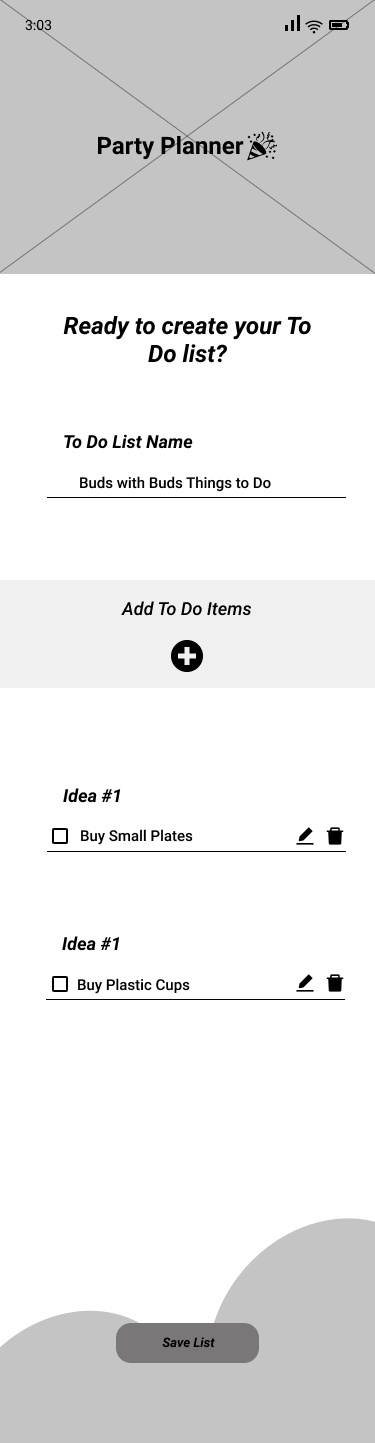 3:03
Party Planner
Ready to create your To
Do list?
To Do List Name
Buds with Buds Things to Do
Add To Do Items
Idea #1
Buy Small Plates
Idea #1
Buy Plastic Cups
Save List